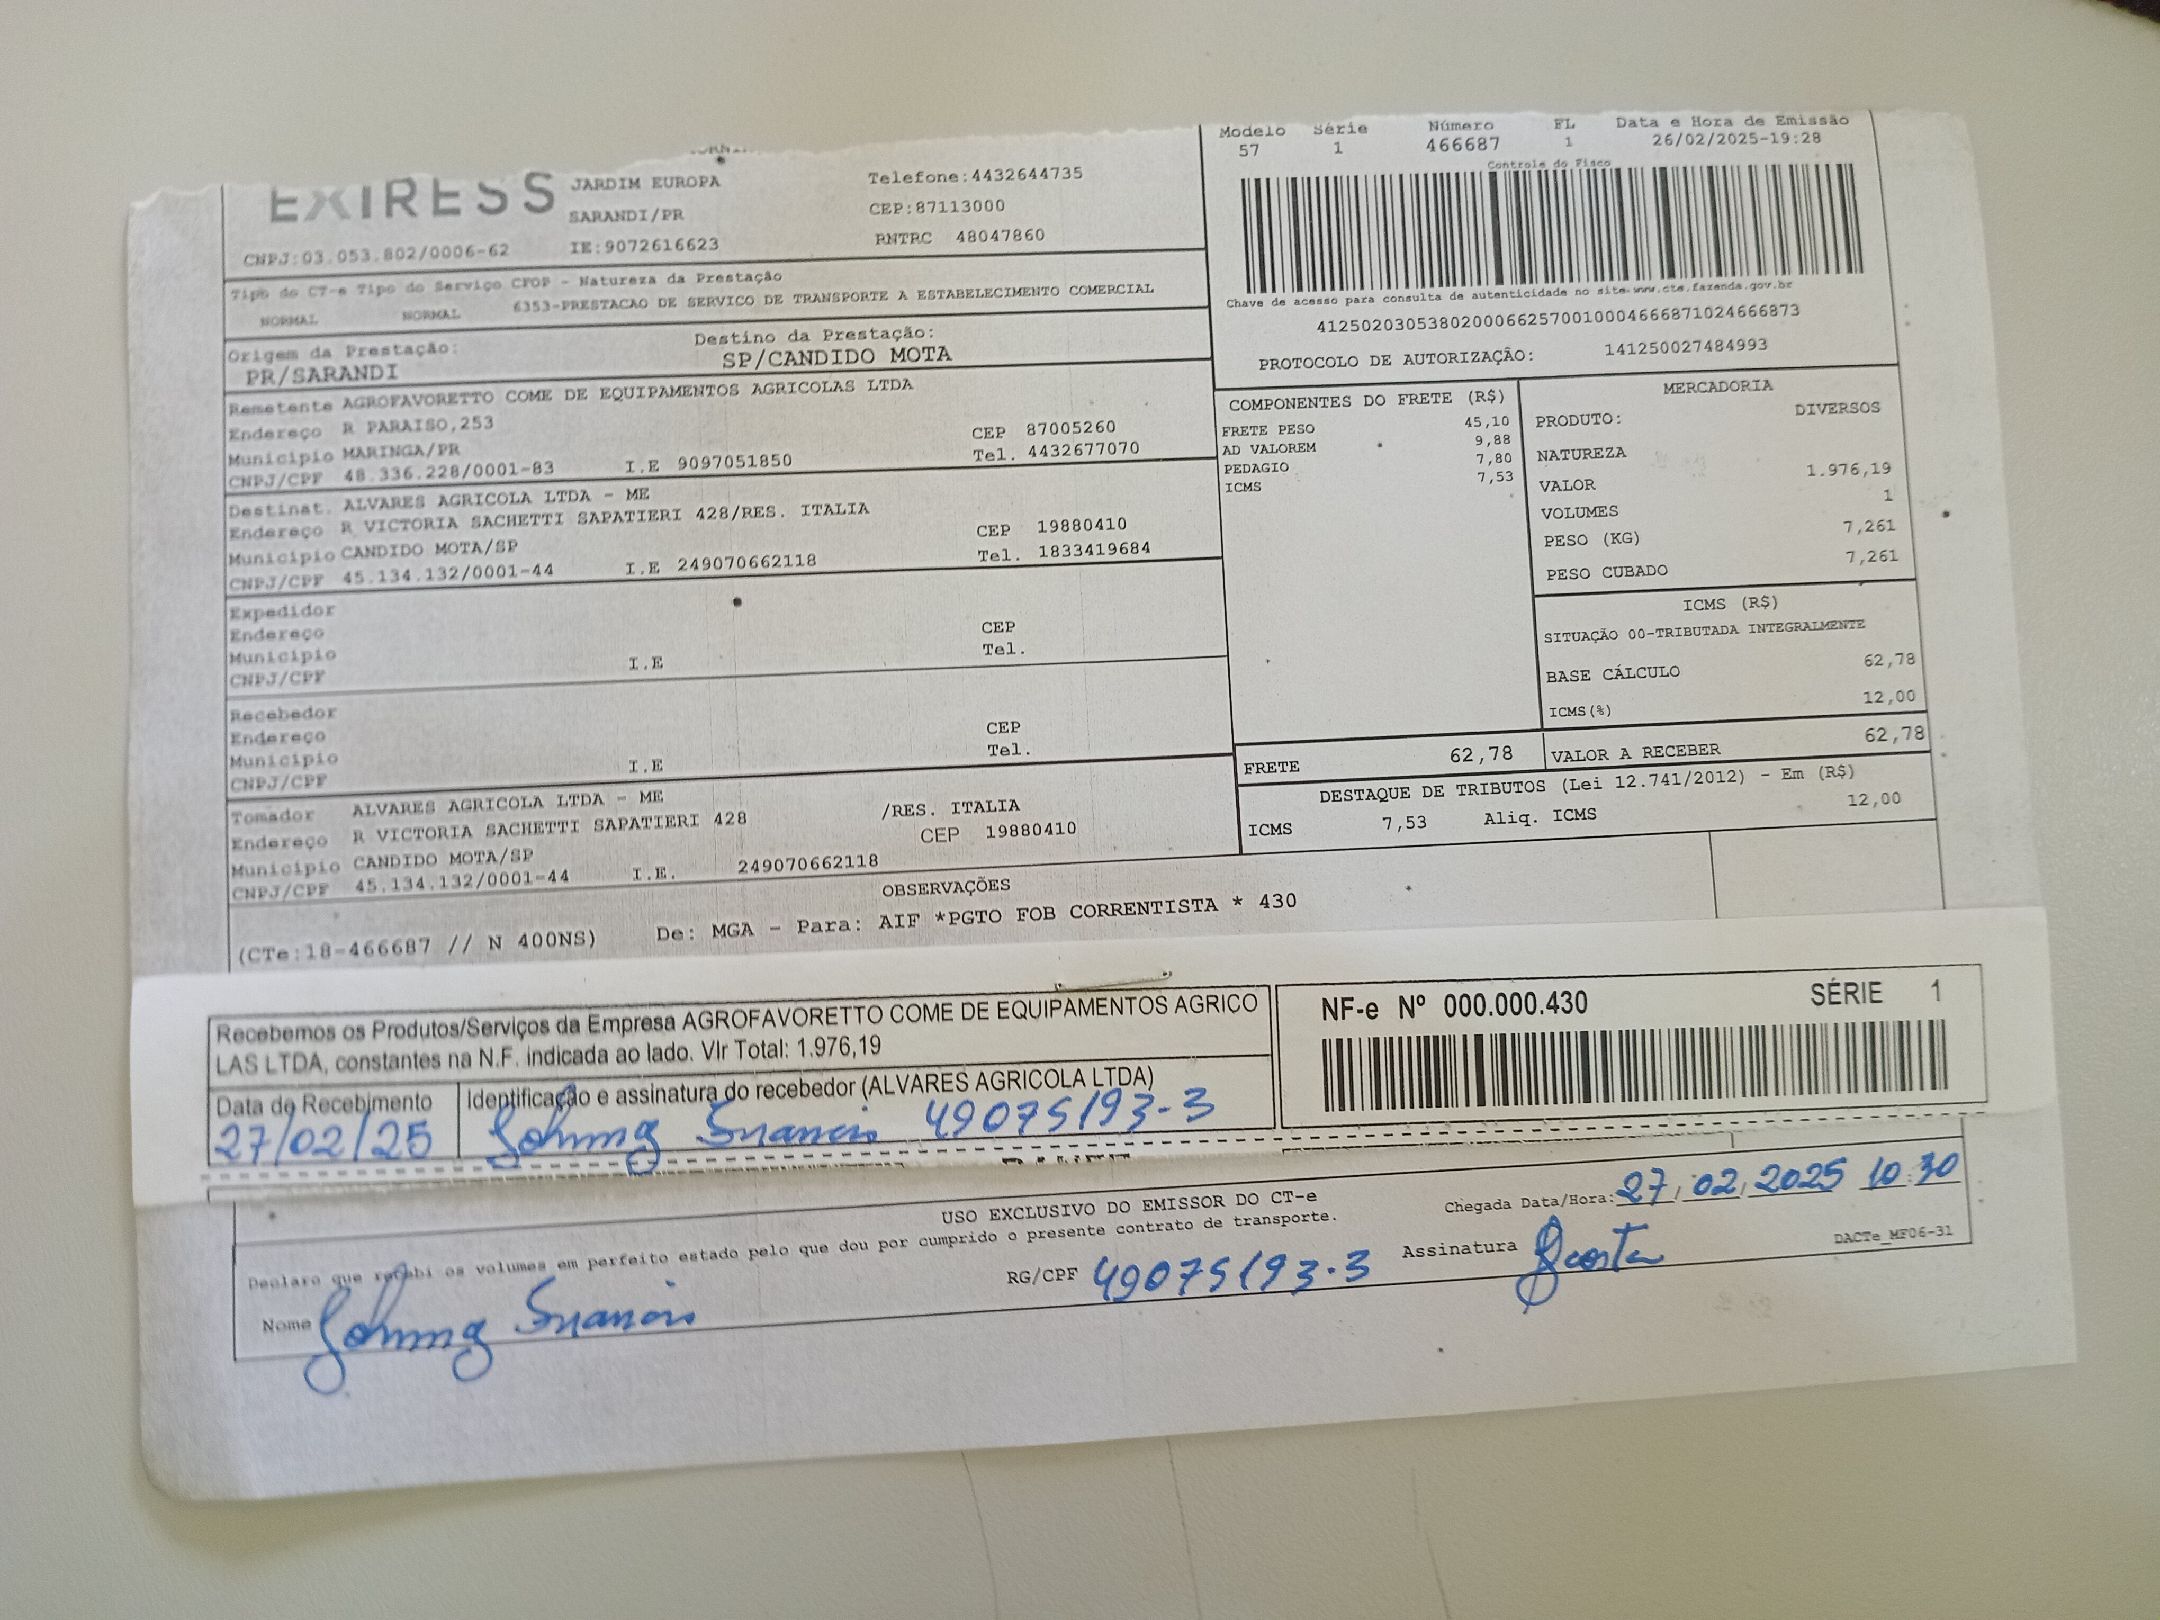 JARDIM EUROPA
SARANDI/PR
CNPJ:03.053.802/0006-62 IE:9072616623
Telefone:4432644735
CEP:87113000
RNTRC 48047860
Modelo Série Número FL Data e Hora de Emissão
57 1 466687 1 26/02/2025-19:28
Controle do Fisco
Chave de acesso para consulta de autenticidade no site-www.cte.fazenda.gov.br
41250203053802000662570010004666871024666873
PROTOCOLO DE AUTORIZAÇÃO: 141250027484993
Tipo do CT-e Tipo do Serviço CFOP - Natureza da Prestação
NORMAL NORMAL 6353-PRESTACAO DE SERVICO DE TRANSPORTE A ESTABELECIMENTO COMERCIAL
Origem da Prestação: Destino da Prestação:
PR/SARANDI SP/CANDIDO MOTA
Remetente AGROFAVORETTO COME DE EQUIPAMENTOS AGRICOLAS LTDA
Endereço R PARAISO,253 CEP 87005260
Município MARINGA/PR Tel. 4432677070
CNPJ/CPF 48.336.228/0001-83 I.E 9097051850
Destinat. ALVARES AGRICOLA LTDA - ME
Endereço R VICTORIA SACHETTI SAPATIERI 428/RES. ITALIA CEP 19880410
Município CANDIDO MOTA/SP Tel. 1833419684
CNPJ/CPF 45.134.132/0001-44 I.E 249070662118
Expedidor
Endereço CEP
Município I.E Tel.
CNPJ/CPF
Recebedor
Endereço CEP
Município I.E Tel.
CNPJ/CPF
Tomador ALVARES AGRICOLA LTDA - ME
Endereço R VICTORIA SACHETTI SAPATIERI 428 /RES. ITALIA
Município CANDIDO MOTA/SP CEP 19880410
CNPJ/CPF 45.134.132/0001-44 I.E. 249070662118
COMPONENTES DO FRETE (R$)
FRETE PESO 45,10
AD VALOREM 9,88
PEDAGIO 7,80
ICMS 7,53
MERCADORIA
PRODUTO: DIVERSOS
NATUREZA
VALOR 1.976,19
VOLUMES 1
PESO (KG) 7,261
PESO CUBADO 7,261
ICMS (R$)
SITUAÇÃO 00-TRIBUTADA INTEGRALMENTE
BASE CÁLCULO 62,78
ICMS(%) 12,00
FRETE 62,78 VALOR A RECEBER 62,78
DESTAQUE DE TRIBUTOS (Lei 12.741/2012) - Em (R$)
ICMS 7,53 Aliq. ICMS 12,00
OBSERVAÇÕES
(CTe:18-466687 // N 400NS) De: MGA - Para: AIF *PGTO FOB CORRENTISTA * 430
Recebemos os Produtos/Serviços da Empresa AGROFAVORETTO COME DE EQUIPAMENTOS AGRICO
LAS LTDA, constantes na N.F. indicada ao lado. Vlr Total: 1.976,19
Data de Recebimento Identificação e assinatura do recebedor (ALVARES AGRICOLA LTDA)
27/02/25 49075193-3
NF-e Nº 000.000.430 SÉRIE 1
USO EXCLUSIVO DO EMISSOR DO CT-e
Chegada Data/Hora: 27/02/2025 10:30
Declaro que recebi os volumes em perfeito estado pelo que dou por cumprido o presente contrato de transporte.
Nome RG/CPF 49075193-3 Assinatura
DACTe_MF06-31